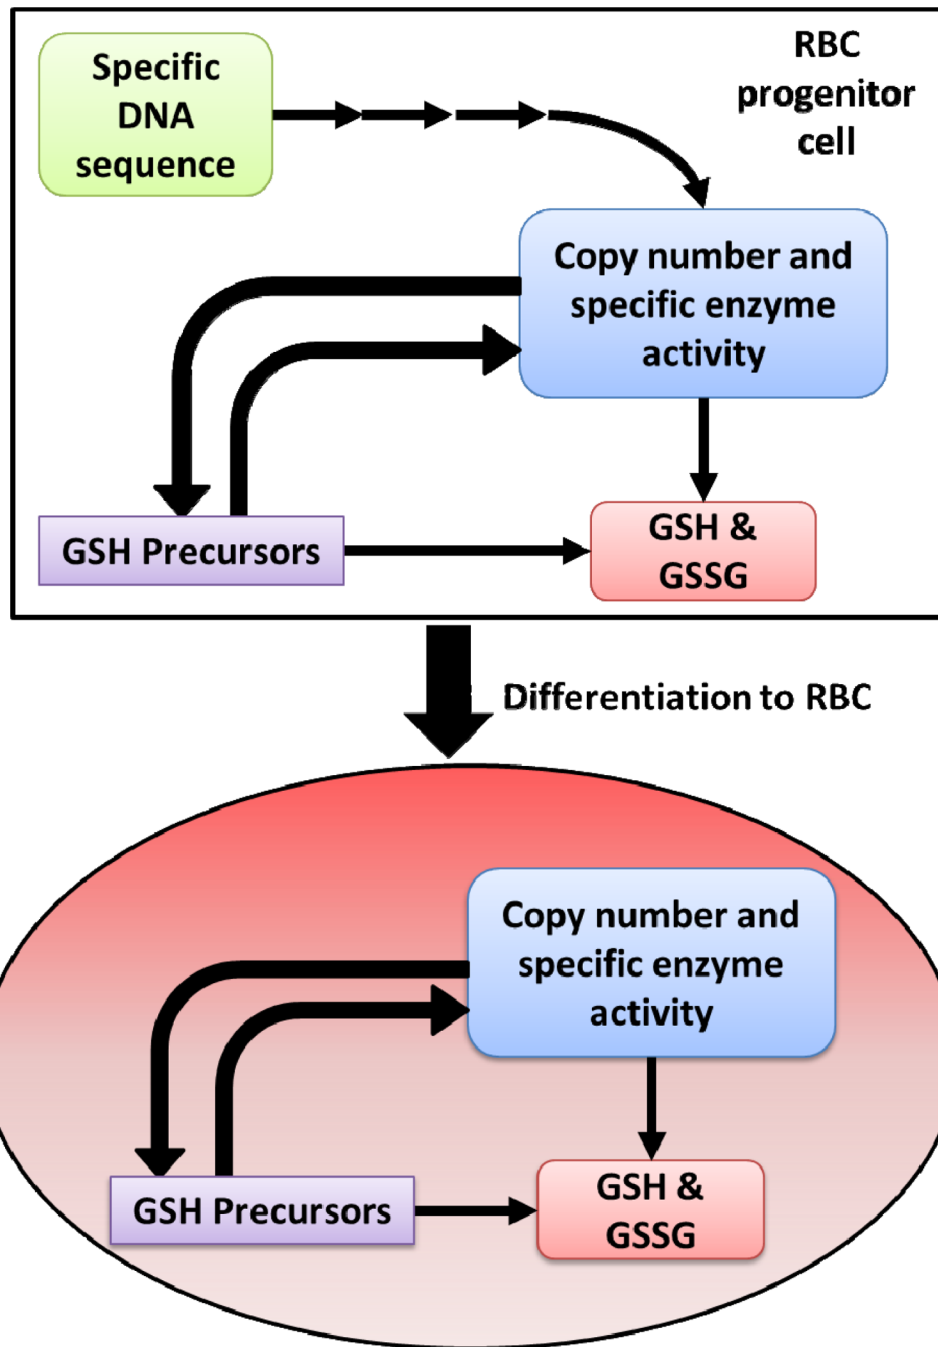 Specific
DNA
sequence
RBC
progenitor
cell
Copy number and
specific enzyme
activity
GSH Precursors
GSH &
GSSG
Differentiation to RBC
Copy number and
specific enzyme
activity
GSH Precursors
GSH &
GSSG